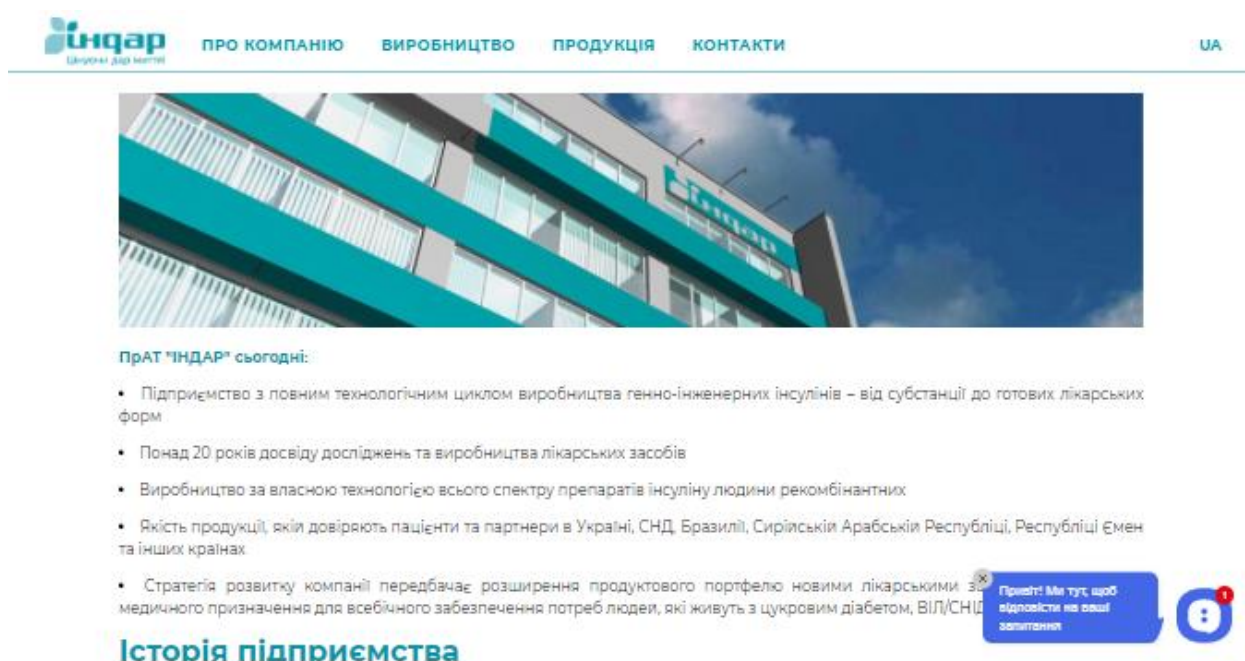 індар
Цінуючи дар життя
ПРО КОМПАНІЮ ВИРОБНИЦТВО ПРОДУКЦІЯ КОНТАКТИ UA
індар
ПрАТ "ІНДАР" сьогодні:
• Підприємство з повним технологічним циклом виробництва генно-інженерних інсулінів – від субстанції до готових лікарських
форм
• Понад 20 років досвіду досліджень та виробництва лікарських засобів
• Виробництво за власною технологією всього спектру препаратів інсуліну людини рекомбінантних
• Якість продукції, якій довіряють пацієнти та партнери в Україні, СНД, Бразилії, Сирійській Арабській Республіці, Республіці Ємен
та інших країнах
• Стратегія розвитку компанії передбачає розширення продуктового портфелю новими лікарськими
медичного призначення для всебічного забезпечення потреб людей, які живуть з цукровим діабетом, ВІЛ/СНІД
Привіт! Ми тут, щоб
відповісти на ваші
запитання
1
Історія підприємства